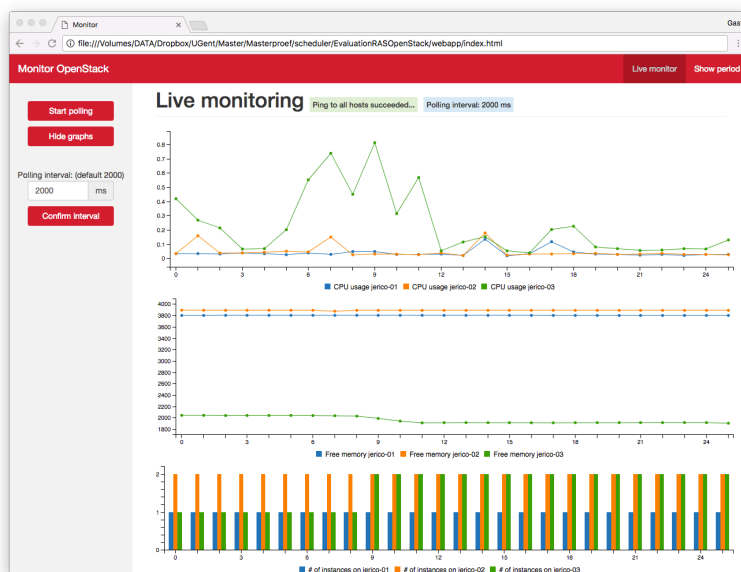 Monitor
Gas
file:///Volumes/DATA/Dropbox/UGent/Master/Masterproef/scheduler/EvaluationRASOpenStack/webapp/index.html
Monitor OpenStack
Live monitor
Show period
Start polling
Hide graphs
Polling interval: (default 2000)
2000 ms
Confirm interval
Live monitoring Ping to all hosts succeeded... Polling interval: 2000 ms
0.8
0.7
0.6
0.5
0.4
0.3
0.2
0.1
0
0 3 6 9 12 15 18 21 24
CPU usage jerico-01 CPU usage jerico-02 CPU usage jerico-03
4000
3800
3600
3400
3200
3000
2800
2600
2400
2200
2000
1800
0 3 6 9 12 15 18 21 24
Free memory jerico-01 Free memory jerico-02 Free memory jerico-03
2
1
0
0 3 6 9 12 15 18 21 24
# of instances on jerico-01 # of instances on jerico-02 # of instances on jerico-03